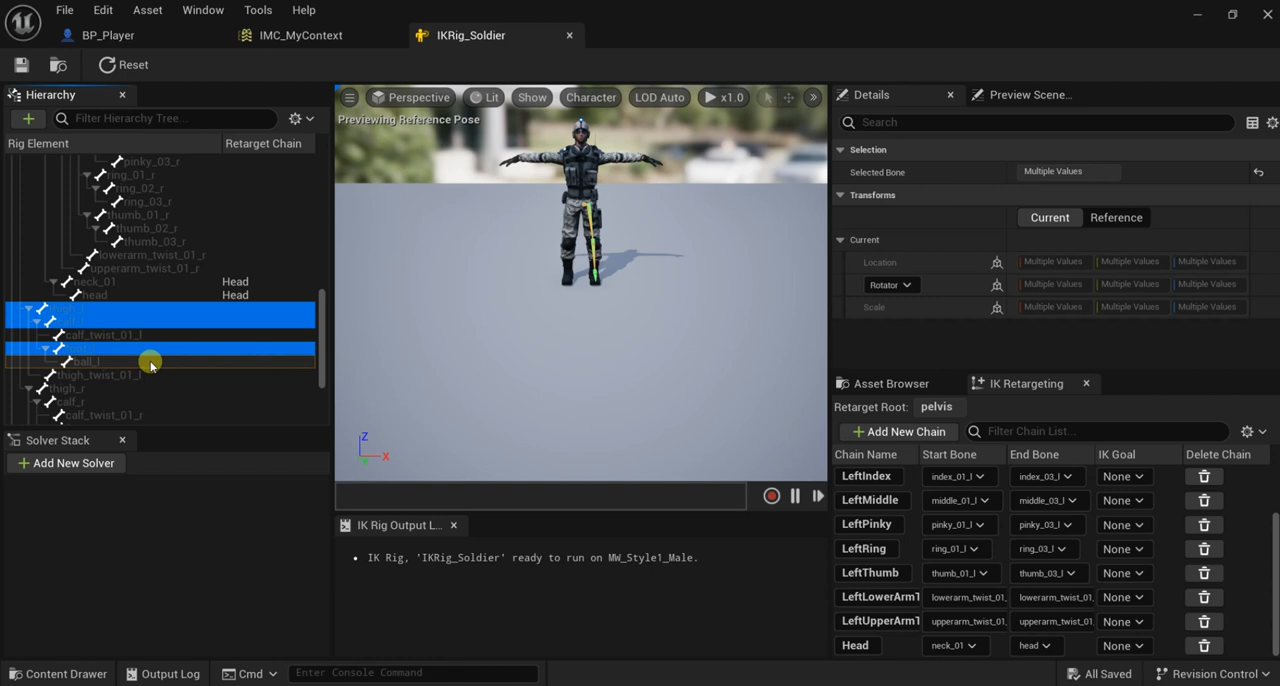 File Edit Asset Window Tools Help
BP_Player IMC_MyContext IKRig_Soldier
Reset
Hierarchy
Filter Hierarchy Tree...
Rig Element Retarget Chain
pinky_03_r
ring_01_r
ring_02_r
ring_03_r
thumb_01_r
thumb_02_r
thumb_03_r
lowerarm_twist_01_r
upperarm_twist_01_r
neck_01 Head
head Head
calf_twist_01_l
ball_l
thigh_twist_01_l
thigh_r
calf_r
calf_twist_01_r
Solver Stack
Add New Solver
Perspective Lit Show Character LOD Auto x1.0
Previewing Reference Pose
Z
X
IK Rig Output L...
IK Rig, 'IKRig_Soldier' ready to run on MW_Style1_Male.
Details Preview Scene...
Search
Selection
Selected Bone Multiple Values
Transforms
Current Reference
Current
Location Multiple Values Multiple Values Multiple Values
Rotator Multiple Values Multiple Values Multiple Values
Scale Multiple Values Multiple Values Multiple Values
Asset Browser IK Retargeting
Retarget Root: pelvis
Add New Chain Filter Chain List...
Chain Name Start Bone End Bone IK Goal Delete Chain
LeftIndex index_01_l index_03_l None
LeftMiddle middle_01_l middle_03_l None
LeftPinky pinky_01_l pinky_03_l None
LeftRing ring_01_l ring_03_l None
LeftThumb thumb_01_l thumb_03_l None
LeftLowerArmT lowerarm_twist_01_ lowerarm_twist_01_ None
LeftUpperArmT upperarm_twist_01_ upperarm_twist_01_ None
Head neck_01 head None
Content Drawer Output Log Cmd Enter Console Command All Saved Revision Control